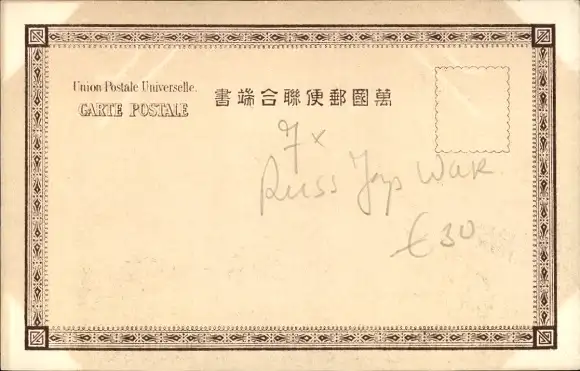 Union Postale Universelle. 書端合聯便郵國萬
CARTE POSTALE
7x
Russ Jap War
€ 30